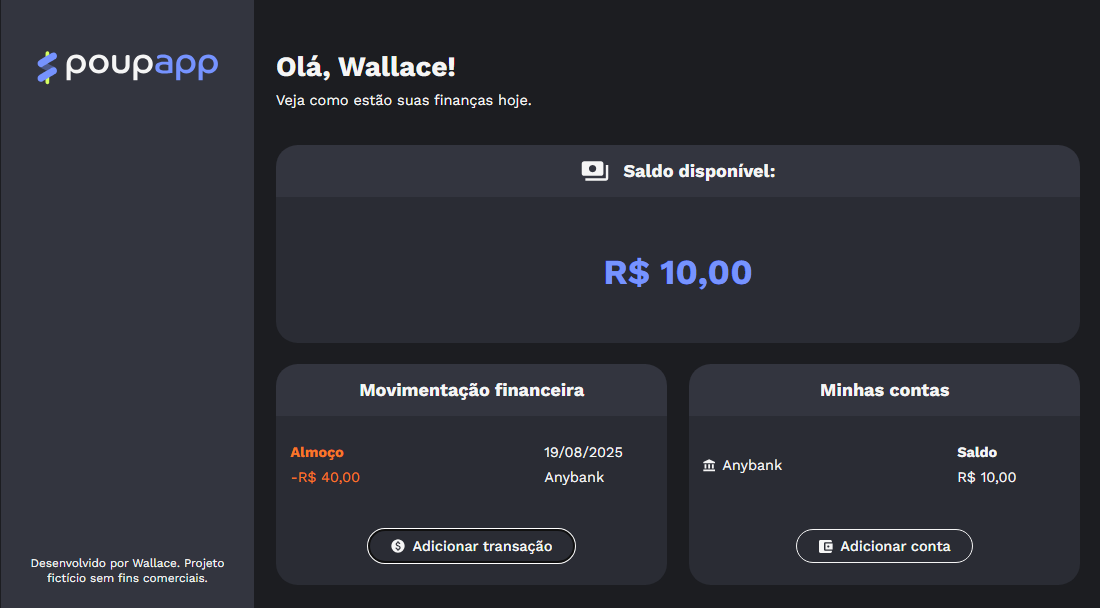 poupapp
Olá, Wallace!
Veja como estão suas finanças hoje.
Saldo disponível:
R$ 10,00
Movimentação financeira
Almoço
-R$ 40,00
19/08/2025
Anybank
Adicionar transação
Minhas contas
Anybank
Saldo
R$ 10,00
Adicionar conta
Desenvolvido por Wallace. Projeto
fictício sem fins comerciais.